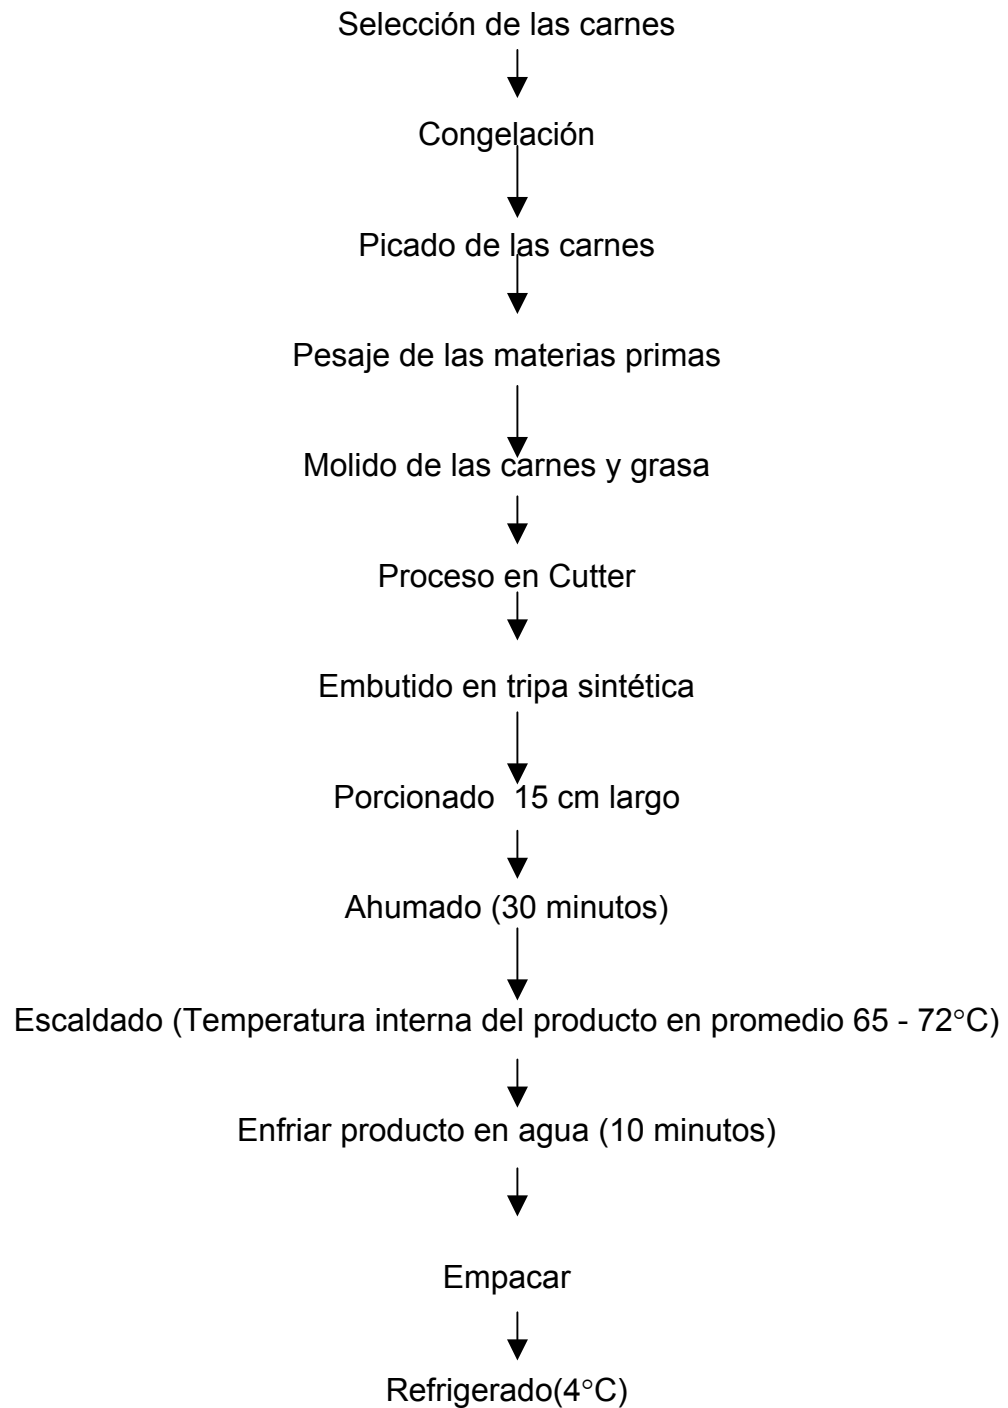 Selección de las carnes
Congelación
Picado de las carnes
Pesaje de las materias primas
Molido de las carnes y grasa
Proceso en Cutter
Embutido en tripa sintética
Porcionado  15 cm largo
Ahumado (30 minutos)
Escaldado (Temperatura interna del producto en promedio 65 - 72°C)
Enfriar producto en agua (10 minutos)
Empacar
Refrigerado(4°C)